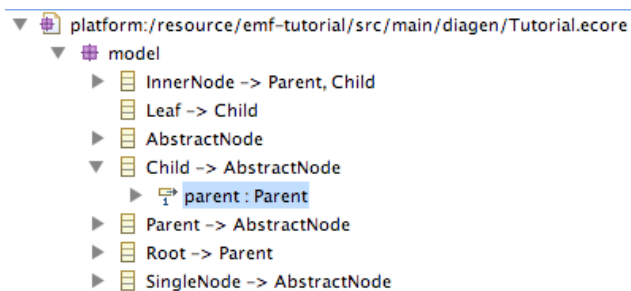 platform:/resource/emf-tutorial/src/main/diagen/Tutorial.ecore
model
InnerNode -> Parent, Child
Leaf -> Child
AbstractNode
Child -> AbstractNode
1 parent : Parent
Parent -> AbstractNode
Root -> Parent
SingleNode -> AbstractNode